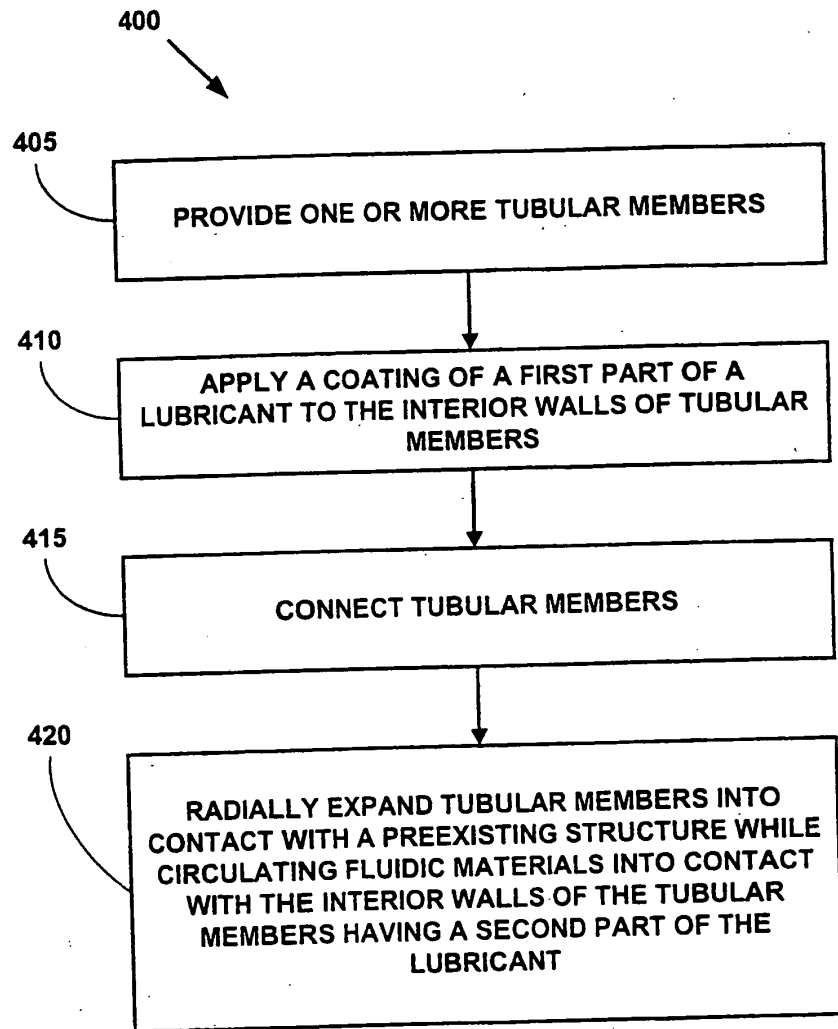 400
405
PROVIDE ONE OR MORE TUBULAR MEMBERS
410
APPLY A COATING OF A FIRST PART OF A
LUBRICANT TO THE INTERIOR WALLS OF TUBULAR
MEMBERS
415
CONNECT TUBULAR MEMBERS
420
RADIALLY EXPAND TUBULAR MEMBERS INTO
CONTACT WITH A PREEXISTING STRUCTURE WHILE
CIRCULATING FLUIDIC MATERIALS INTO CONTACT
WITH THE INTERIOR WALLS OF THE TUBULAR
MEMBERS HAVING A SECOND PART OF THE
LUBRICANT